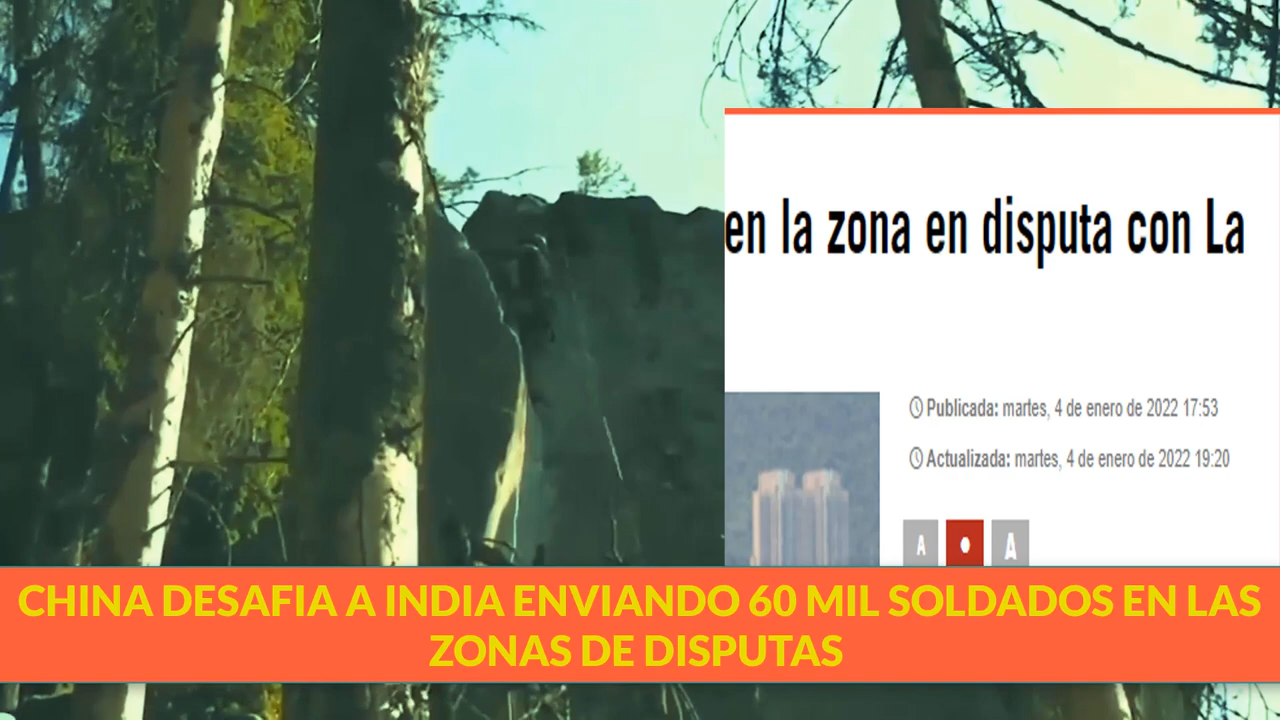 en la zona en disputa con La
Publicada: martes, 4 de enero de 2022 17:53
Actualizada: martes, 4 de enero de 2022 19:20
A A
CHINA DESAFIA A INDIA ENVIANDO 60 MIL SOLDADOS EN LAS
ZONAS DE DISPUTAS